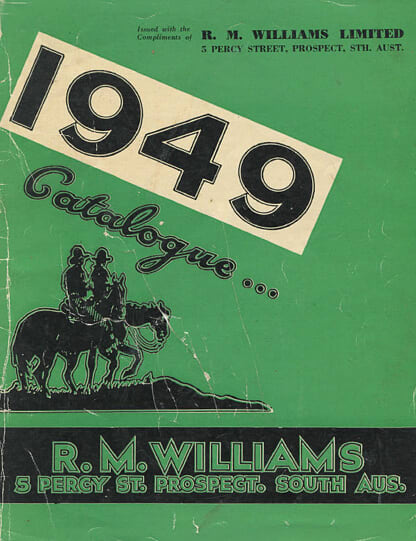 Issued with the
Compliments of
R. M. WILLIAMS LIMITED
5 PERCY STREET, PROSPECT, STH. AUST.
1949
Catalogue...
R. M. WILLIAMS
5 PERCY ST. PROSPECT. SOUTH AUS.